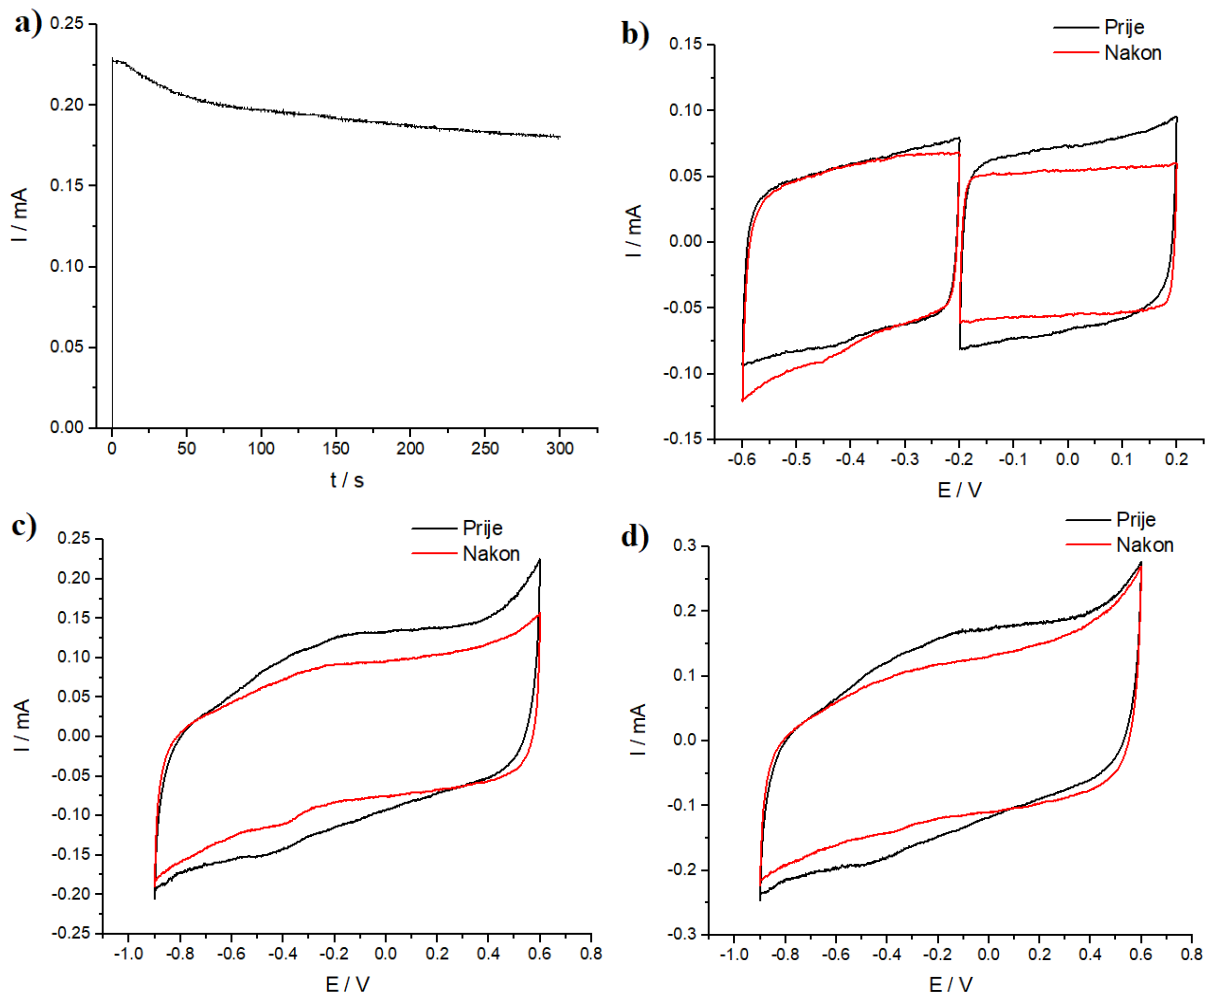 a)
0.25
0.20
0.15
0.10
0.05
0.00
I / mA
0 50 100 150 200 250 300
t / s
b)
Prije
Nakon
0.15
0.10
0.05
0.00
-0.05
-0.10
-0.15
I / mA
-0.6 -0.5 -0.4 -0.3 -0.2 -0.1 0.0 0.1 0.2
E / V
c)
Prije
Nakon
0.25
0.20
0.15
0.10
0.05
0.00
-0.05
-0.10
-0.15
-0.20
-0.25
I / mA
-1.0 -0.8 -0.6 -0.4 -0.2 0.0 0.2 0.4 0.6 0.8
E / V
d)
Prije
Nakon
0.3
0.2
0.1
0.0
-0.1
-0.2
-0.3
I / mA
-1.0 -0.8 -0.6 -0.4 -0.2 0.0 0.2 0.4 0.6 0.8
E / V